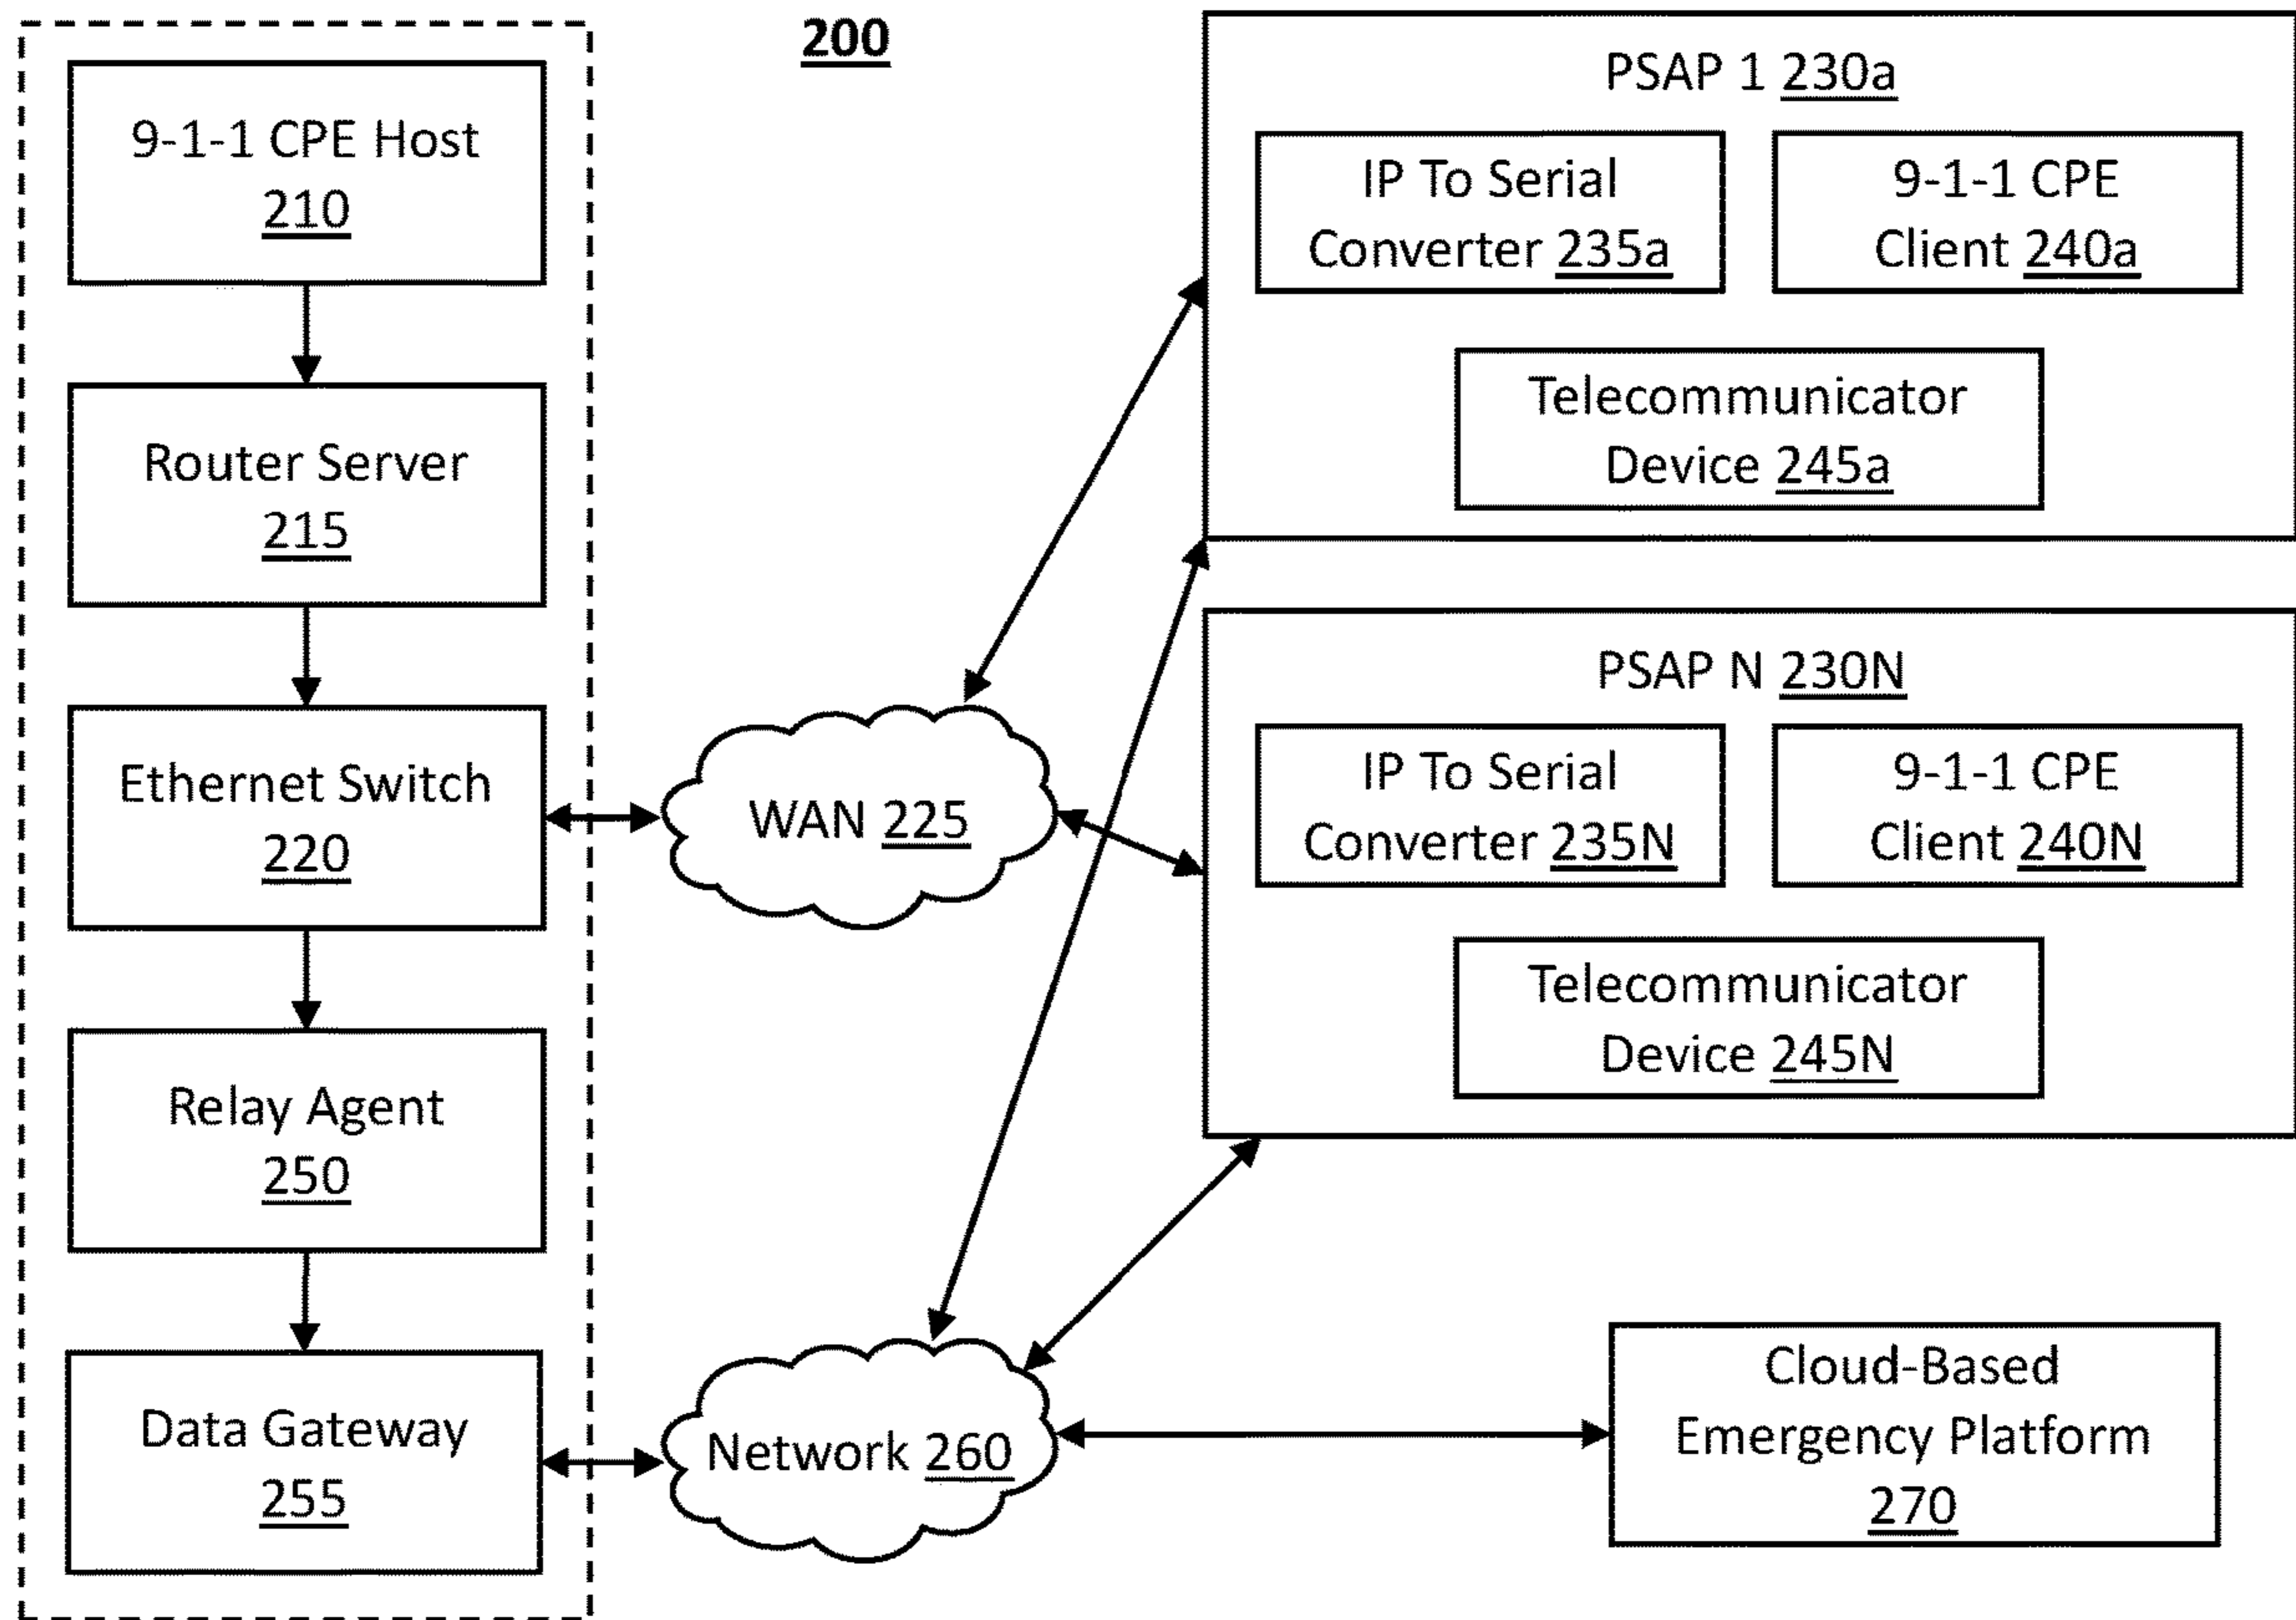 200
9-1-1 CPE Host
210
Router Server
215
Ethernet Switch
220
Relay Agent
250
Data Gateway
255
WAN 225
Network 260
PSAP 1 230a
IP To Serial
Converter 235a
9-1-1 CPE
Client 240a
Telecommunicator
Device 245a
PSAP N 230N
IP To Serial
Converter 235N
9-1-1 CPE
Client 240N
Telecommunicator
Device 245N
Cloud-Based
Emergency Platform
270